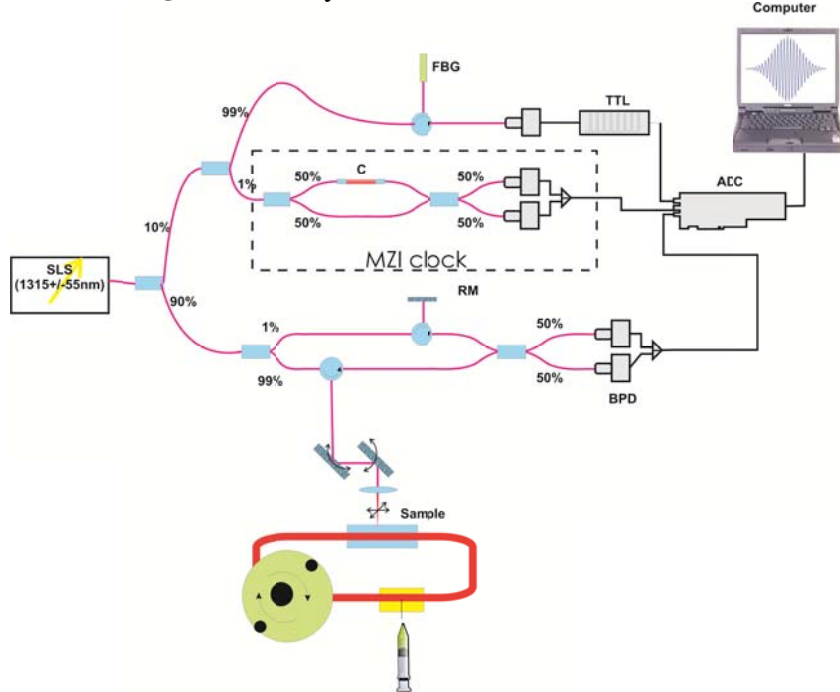 Computer
FBG
99%
TTL
C
50%
50%
1%
ADC
50%
50%
10%
MZI clock
SLS
(1315+/-55nm)
RM
90%
1%
50%
99%
50%
BPD
Sample